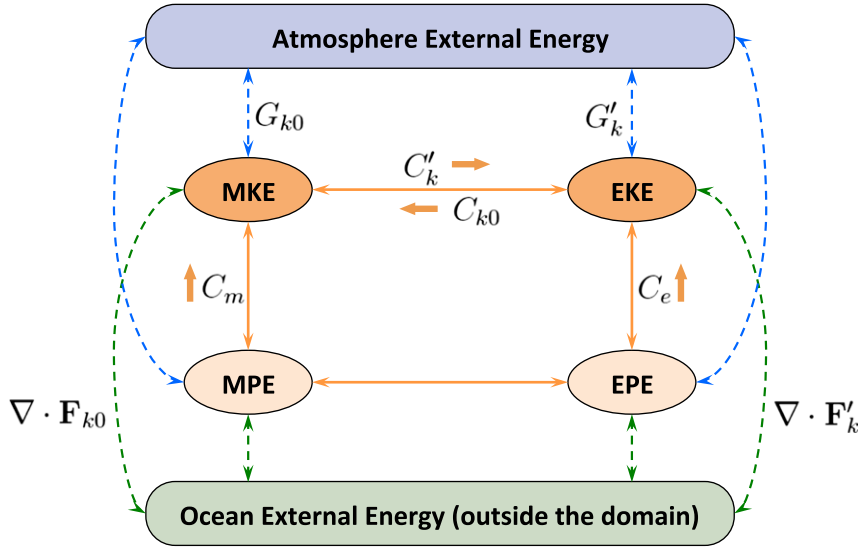 Atmosphere External Energy
G_{k0}
G'_k
C'_k
MKE
EKE
C_{k0}
C_m
C_e
MPE
EPE
∇ · F_{k0}
∇ · F'_k
Ocean External Energy (outside the domain)